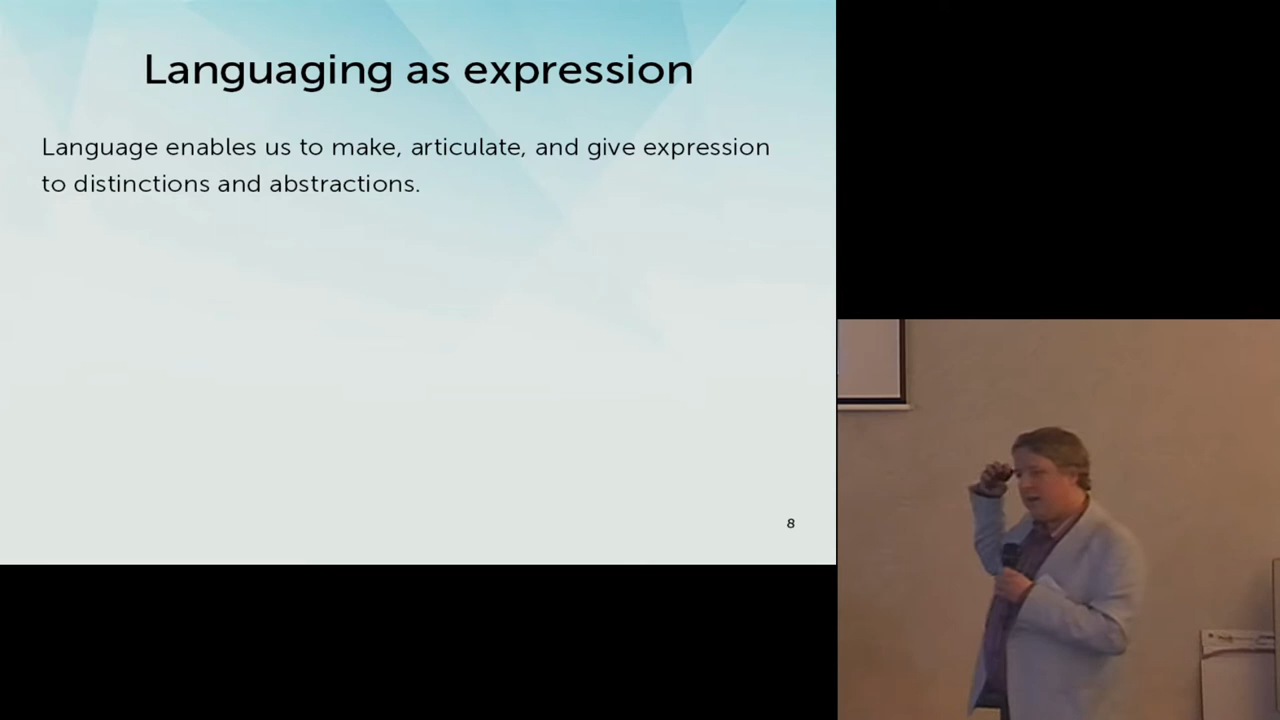 Languaging as expression
Language enables us to make, articulate, and give expression
to distinctions and abstractions.
8